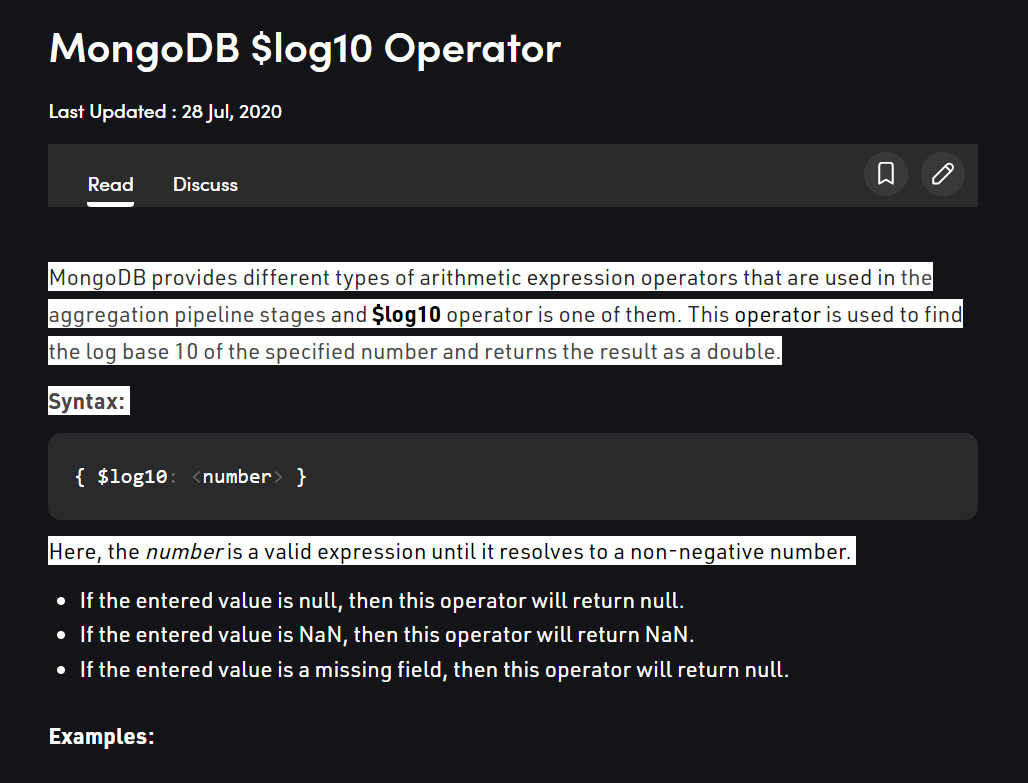 MongoDB $log10 Operator
Last Updated : 28 Jul, 2020
Read Discuss
MongoDB provides different types of arithmetic expression operators that are used in the
aggregation pipeline stages and $log10 operator is one of them. This operator is used to find
the log base 10 of the specified number and returns the result as a double.
Syntax:
{ $log10: <number> }
Here, the number is a valid expression until it resolves to a non-negative number.
• If the entered value is null, then this operator will return null.
• If the entered value is NaN, then this operator will return NaN.
• If the entered value is a missing field, then this operator will return null.
Examples: